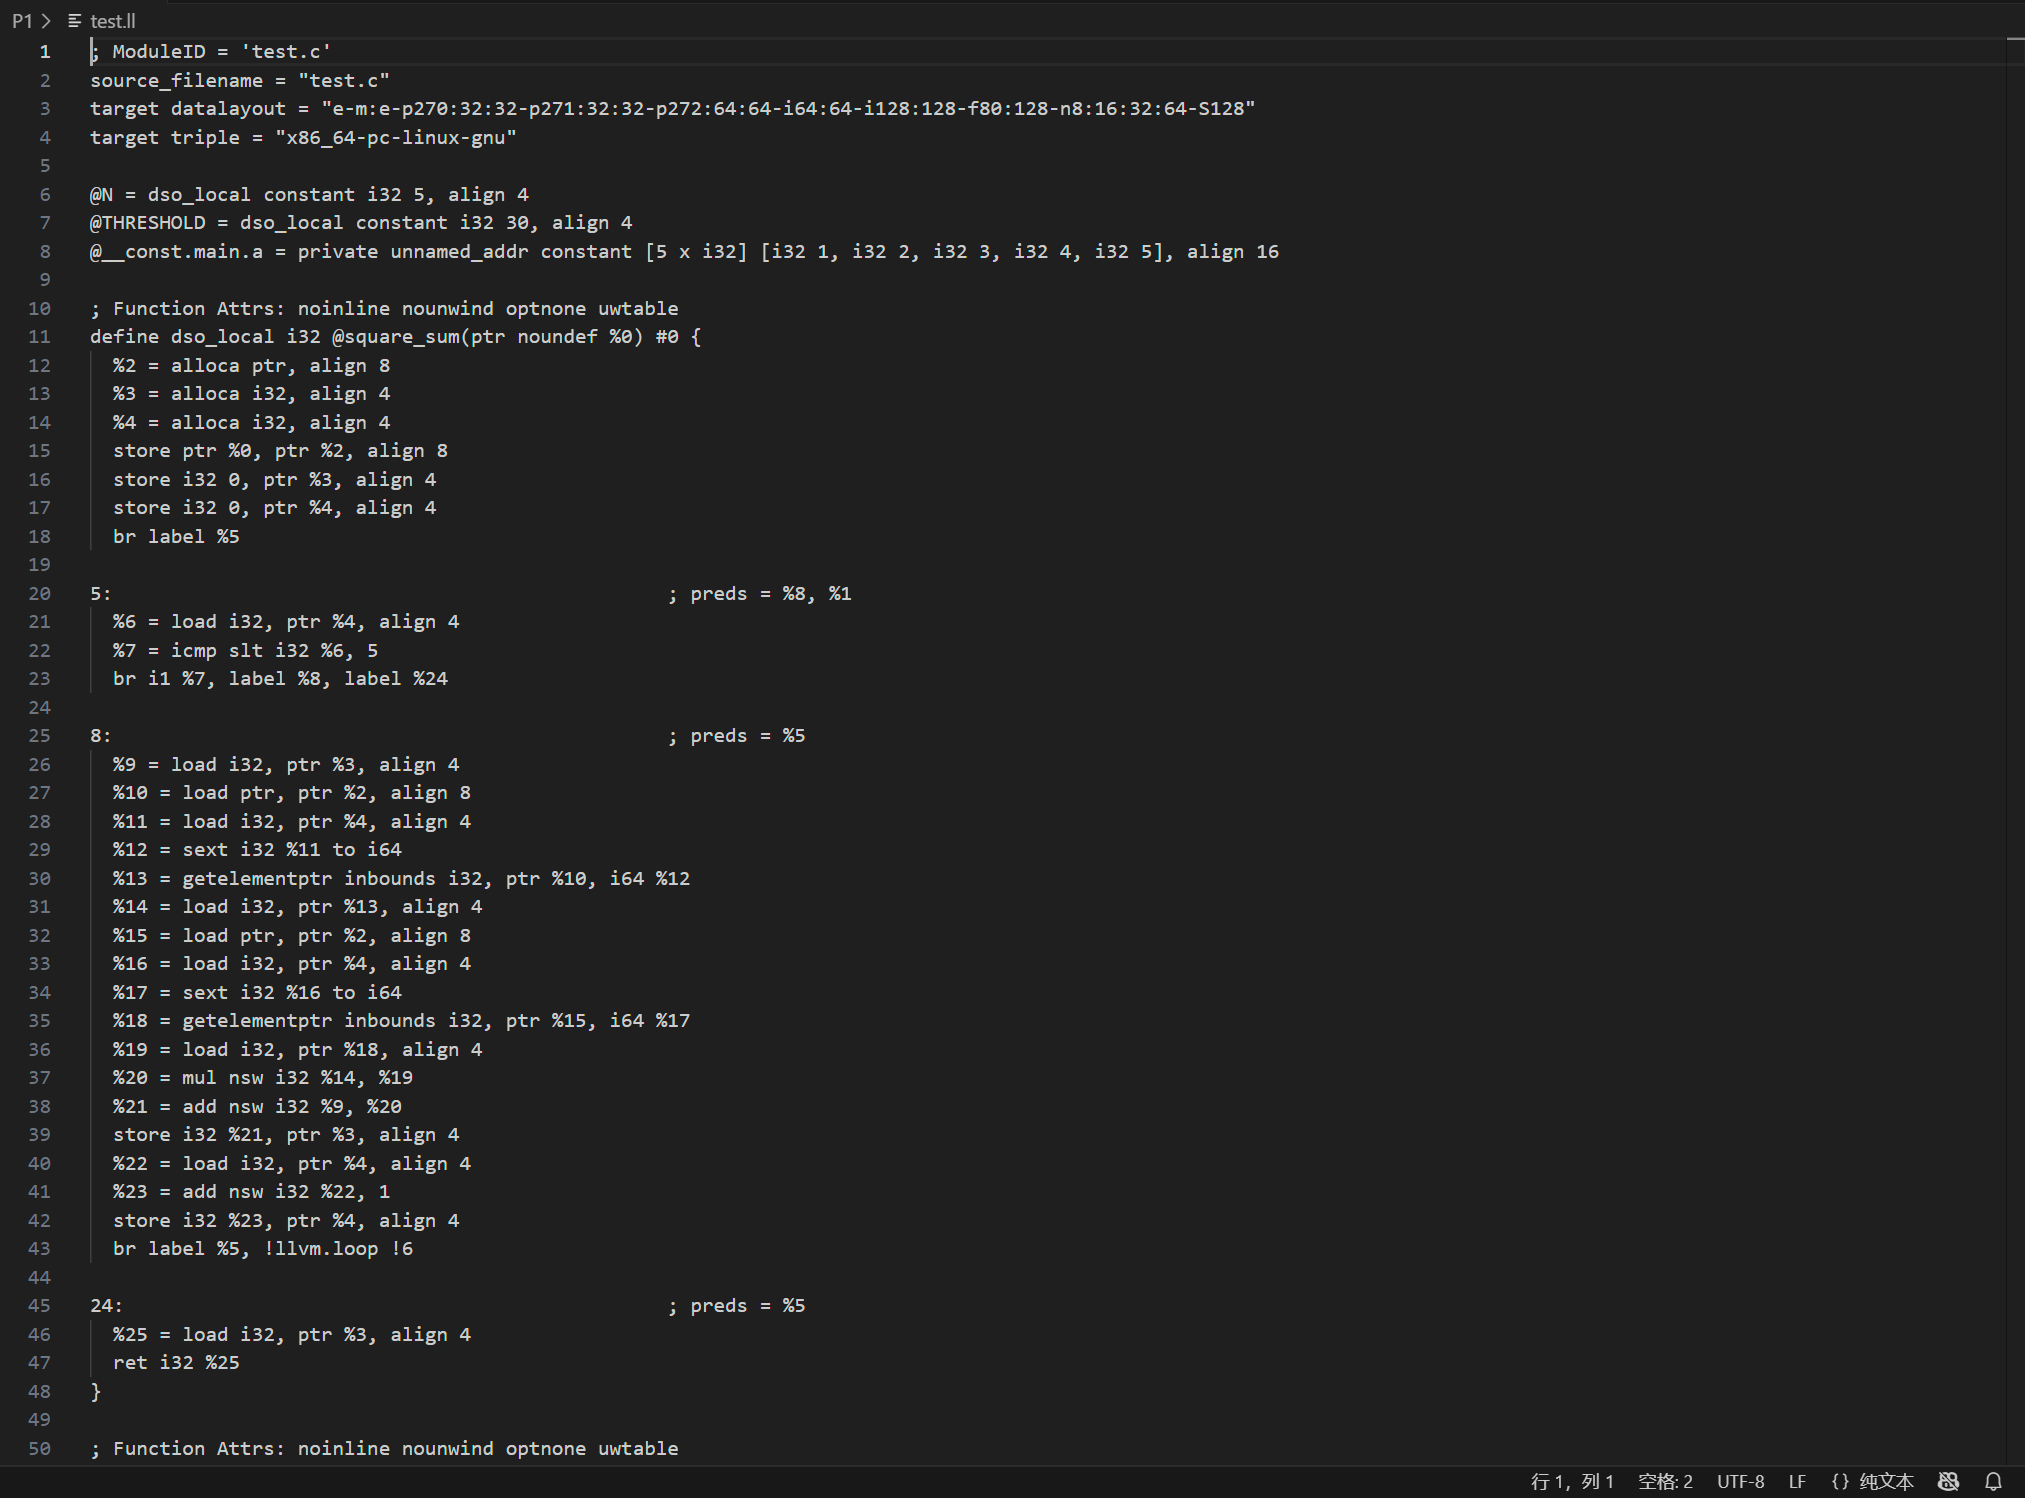 P1 > test.ll
1 ; ModuleID = 'test.c'
2 source_filename = "test.c"
3 target datalayout = "e-m:e-p270:32:32-p271:32:32-p272:64:64-i64:64-i128:128-f80:128-n8:16:32:64-S128"
4 target triple = "x86_64-pc-linux-gnu"
5
6 @N = dso_local constant i32 5, align 4
7 @THRESHOLD = dso_local constant i32 30, align 4
8 @__const.main.a = private unnamed_addr constant [5 x i32] [i32 1, i32 2, i32 3, i32 4, i32 5], align 16
9
10 ; Function Attrs: noinline nounwind optnone uwtable
11 define dso_local i32 @square_sum(ptr noundef %0) #0 {
12   %2 = alloca ptr, align 8
13   %3 = alloca i32, align 4
14   %4 = alloca i32, align 4
15   store ptr %0, ptr %2, align 8
16   store i32 0, ptr %3, align 4
17   store i32 0, ptr %4, align 4
18   br label %5
19
20 5:                                                ; preds = %8, %1
21   %6 = load i32, ptr %4, align 4
22   %7 = icmp slt i32 %6, 5
23   br i1 %7, label %8, label %24
24
25 8:                                                ; preds = %5
26   %9 = load i32, ptr %3, align 4
27   %10 = load ptr, ptr %2, align 8
28   %11 = load i32, ptr %4, align 4
29   %12 = sext i32 %11 to i64
30   %13 = getelementptr inbounds i32, ptr %10, i64 %12
31   %14 = load i32, ptr %13, align 4
32   %15 = load ptr, ptr %2, align 8
33   %16 = load i32, ptr %4, align 4
34   %17 = sext i32 %16 to i64
35   %18 = getelementptr inbounds i32, ptr %15, i64 %17
36   %19 = load i32, ptr %18, align 4
37   %20 = mul nsw i32 %14, %19
38   %21 = add nsw i32 %9, %20
39   store i32 %21, ptr %3, align 4
40   %22 = load i32, ptr %4, align 4
41   %23 = add nsw i32 %22, 1
42   store i32 %23, ptr %4, align 4
43   br label %5, !llvm.loop !6
44
45 24:                                               ; preds = %5
46   %25 = load i32, ptr %3, align 4
47   ret i32 %25
48 }
49
50 ; Function Attrs: noinline nounwind optnone uwtable
行 1，列 1 空格: 2 UTF-8 LF {} 纯文本